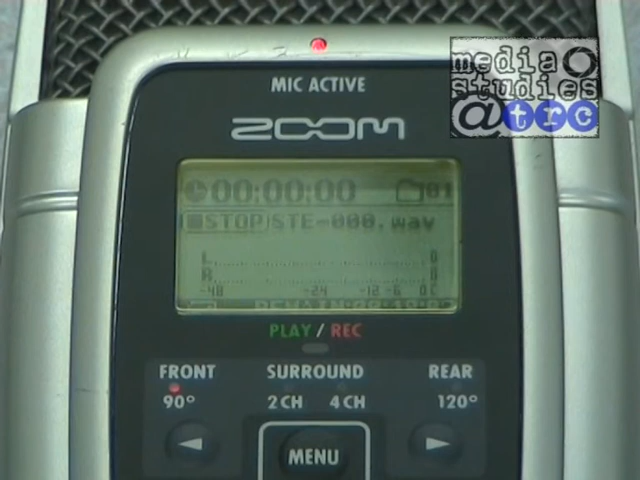 MIC ACTIVE
media
studies
@trc
ZOOM
00:00:00 01
STOP STE-000.wav
L
R
-48 -24 -12 -6 0
PLAY / REC
FRONT SURROUND REAR
90° 2CH 4CH 120°
MENU